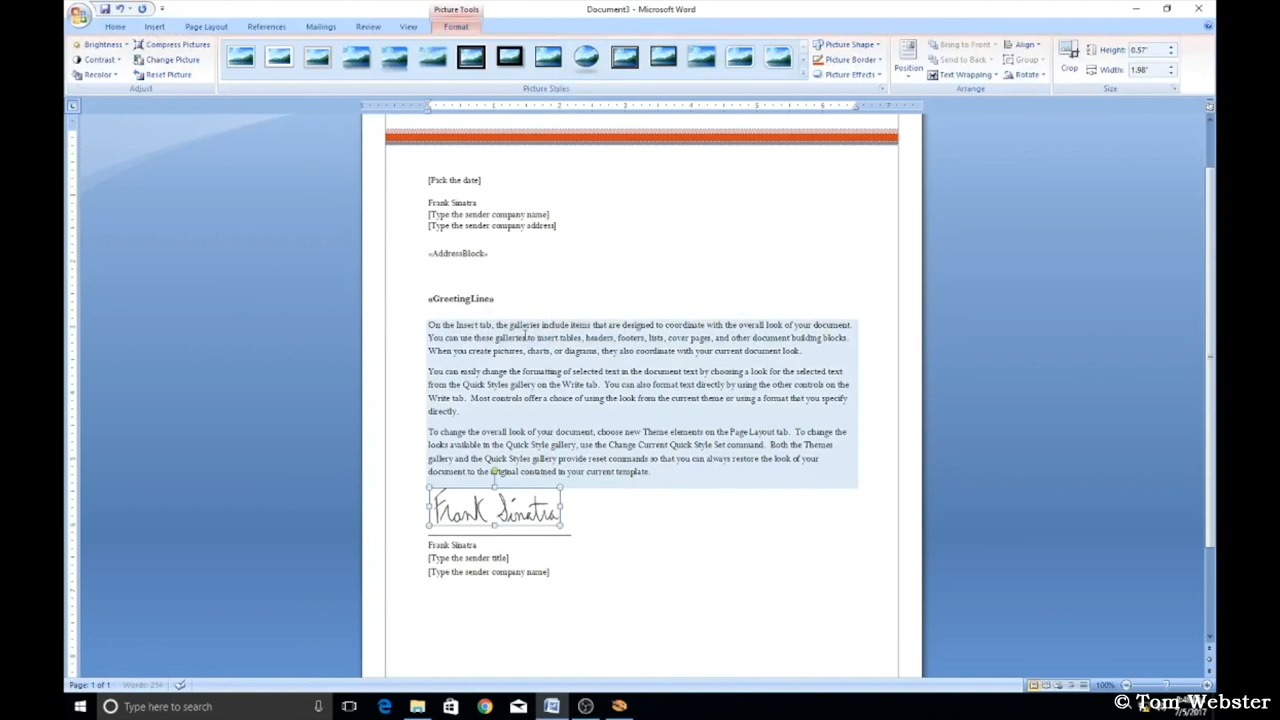 Picture Tools
Document3 - Microsoft Word
Home Insert Page Layout References Mailings Review View Format
Brightness Compress Pictures Picture Shape Bring to Front Align Height: 0.57"
Contrast Change Picture Picture Border Position Send to Back Group Crop Width: 1.98"
Recolor Reset Picture Picture Effects Text Wrapping Rotate
Adjust Picture Styles Arrange Size
[Pick the date]
Frank Sinatra
[Type the sender company name]
[Type the sender company address]
«AddressBlock»
«GreetingLine»
On the Insert tab, the galleries include items that are designed to coordinate with the overall look of your document.
You can use these galleries to insert tables, headers, footers, lists, cover pages, and other document building blocks.
When you create pictures, charts, or diagrams, they also coordinate with your current document look.
You can easily change the formatting of selected text in the document text by choosing a look for the selected text
from the Quick Styles gallery on the Write tab. You can also format text directly by using the other controls on the
Write tab. Most controls offer a choice of using the look from the current theme or using a format that you specify
directly.
To change the overall look of your document, choose new Theme elements on the Page Layout tab. To change the
looks available in the Quick Style gallery, use the Change Current Quick Style Set command. Both the Themes
gallery and the Quick Styles gallery provide reset commands so that you can always restore the look of your
document to the original contained in your current template.
Frank Sinatra
Frank Sinatra
[Type the sender title]
[Type the sender company name]
Page: 1 of 1 Words: 254 100%
Type here to search
7/5/2017
© Tom Webster